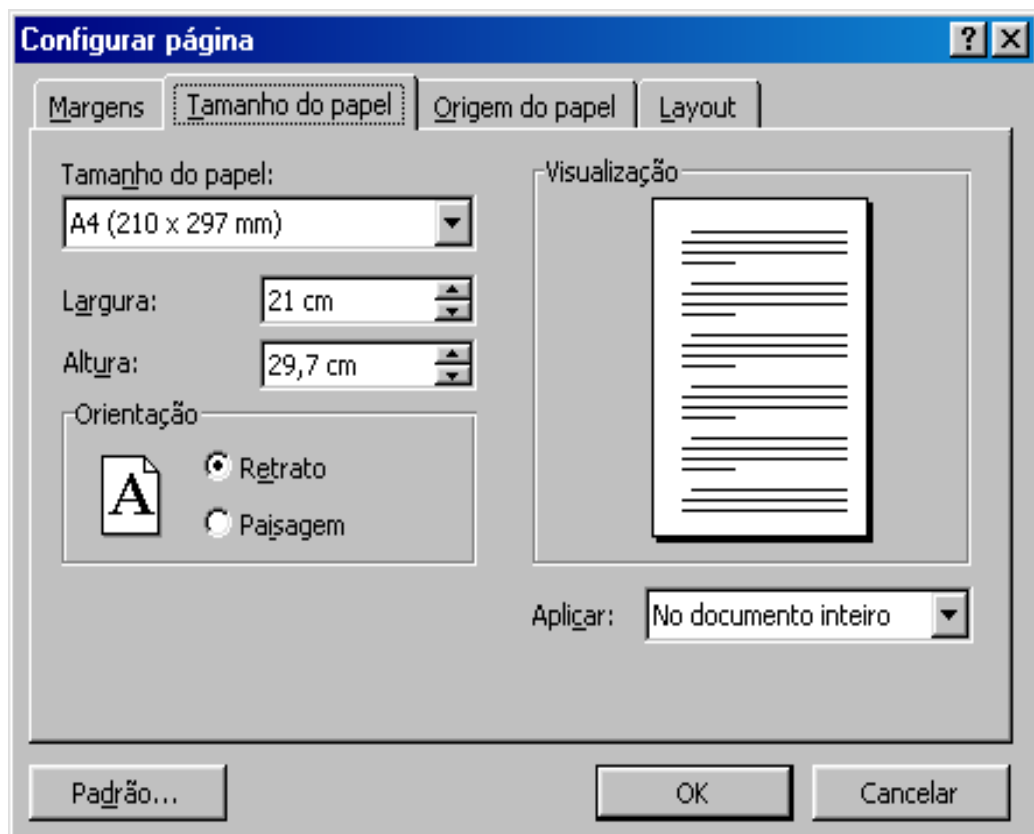 Configurar página
Margens
Tamanho do papel
Origem do papel
Layout
Tamanho do papel:
A4 (210 x 297 mm)
Largura:
21 cm
Altura:
29,7 cm
Orientação
A
Retrato
Paisagem
Visualização
Aplicar:
No documento inteiro
Padrão...
OK
Cancelar